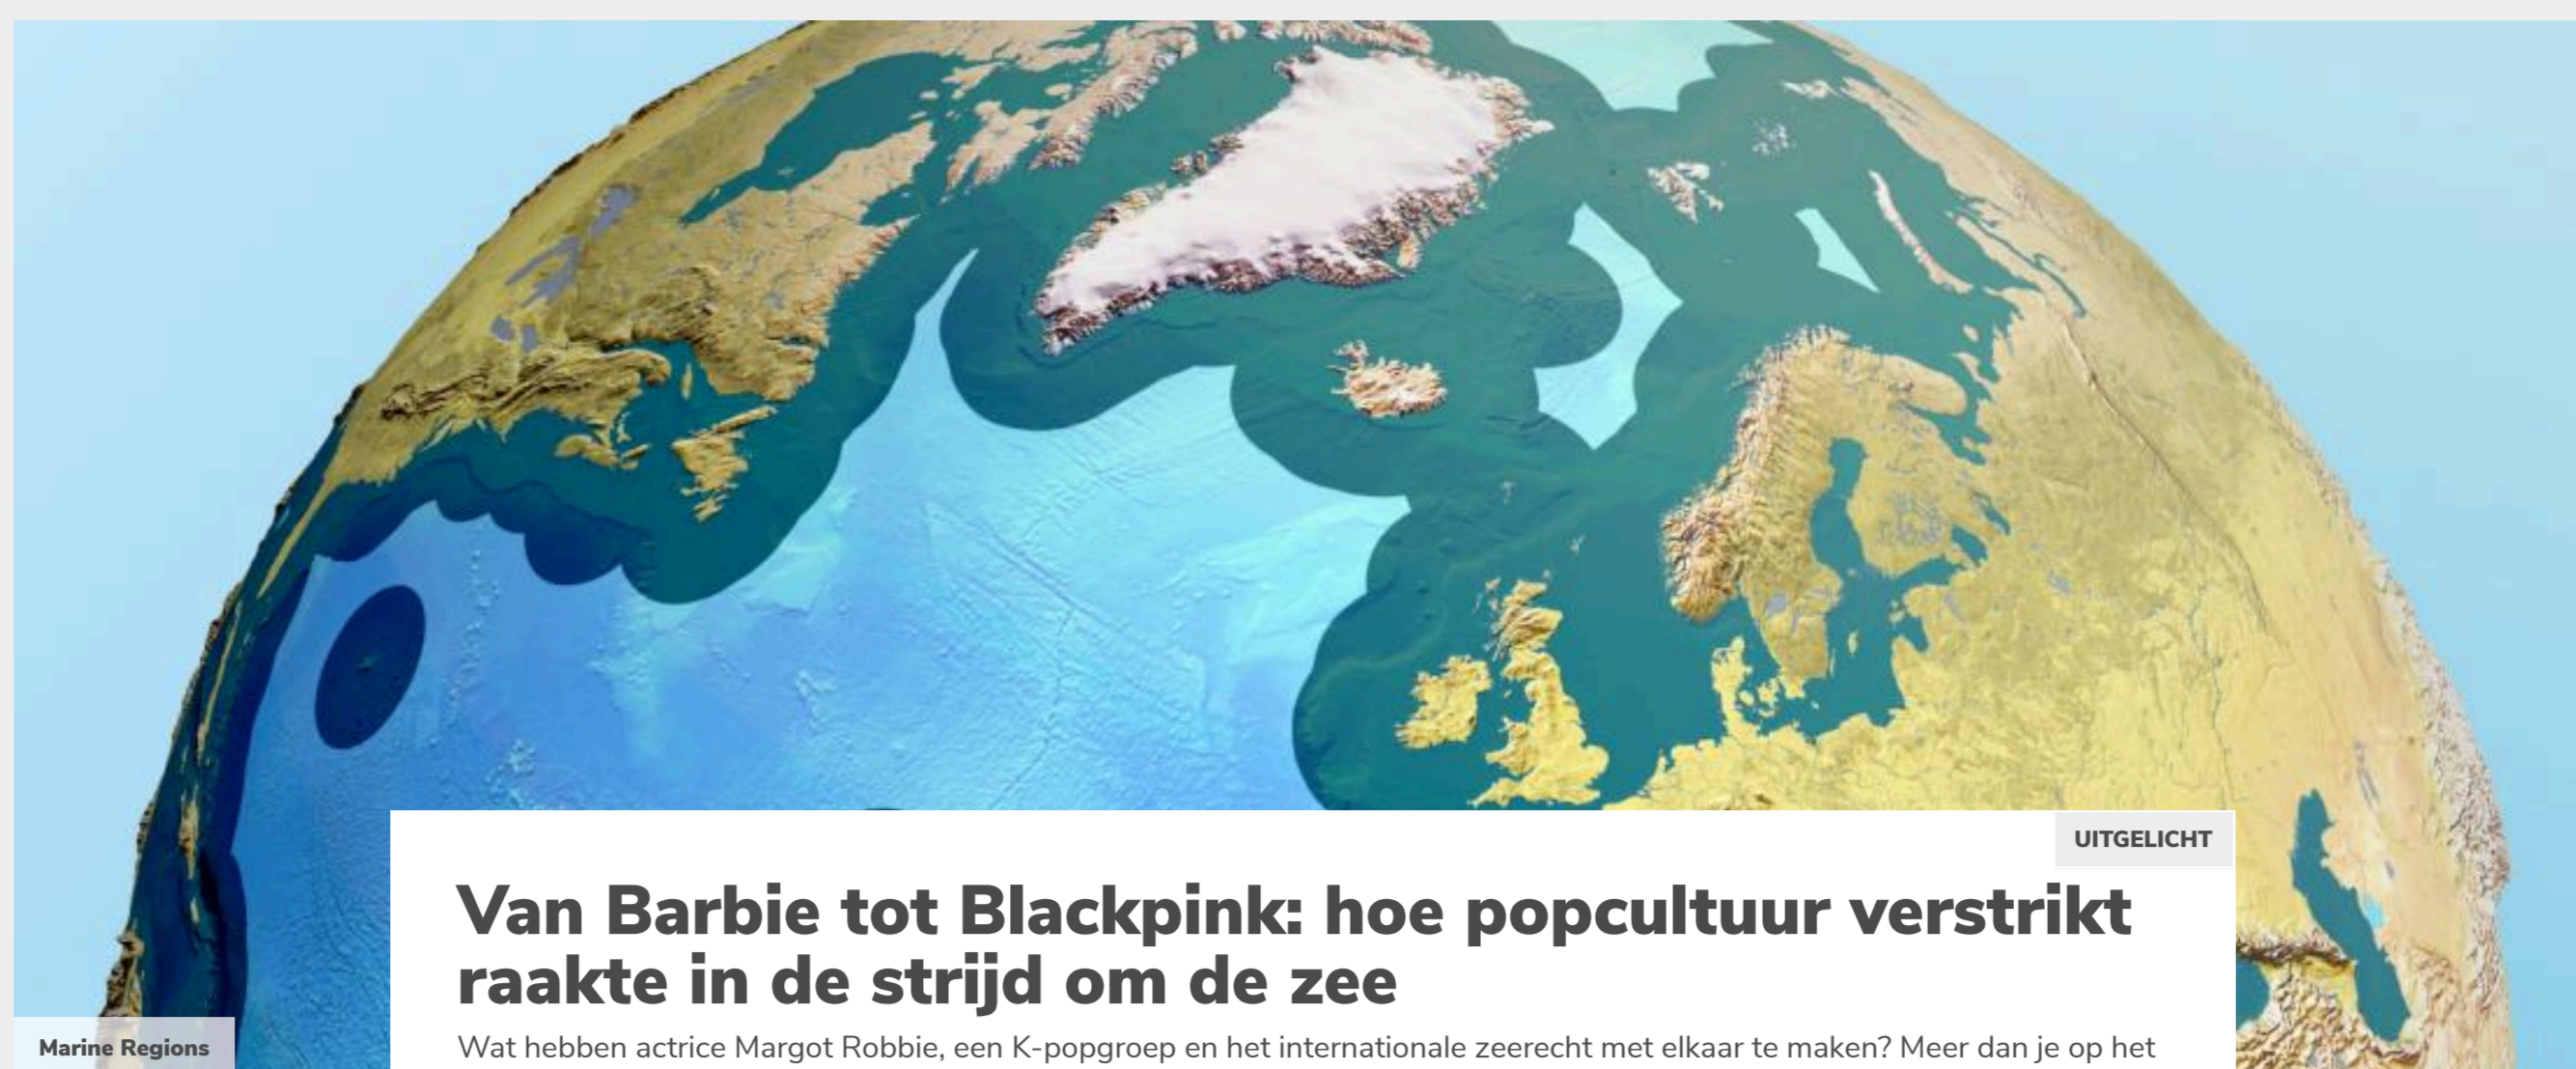 UITGELICHT
Van Barbie tot Blackpink: hoe popcultuur verstrikt
raakte in de strijd om de zee
Wat hebben actrice Margot Robbie, een K-popgroep en het internationale zeerecht met elkaar te maken? Meer dan je op het
Marine Regions